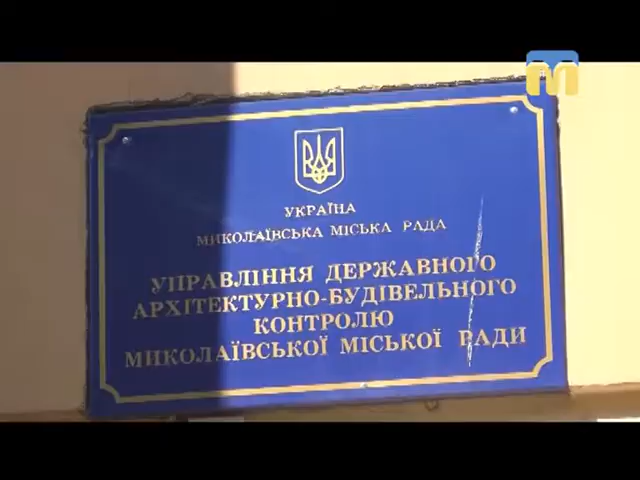 УКРАЇНА
МИКОЛАЇВСЬКА МІСЬКА РАДА
УПРАВЛІННЯ ДЕРЖАВНОГО
АРХІТЕКТУРНО-БУДІВЕЛЬНОГО
КОНТРОЛЮ
МИКОЛАЇВСЬКОЇ МІСЬКОЇ РАДИ